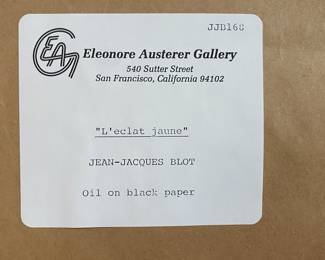 JJB168
EAG
Eleonore Austerer Gallery
540 Sutter Street
San Francisco, California 94102
"L'eclat jaune"
JEAN-JACQUES BLOT
Oil on black paper